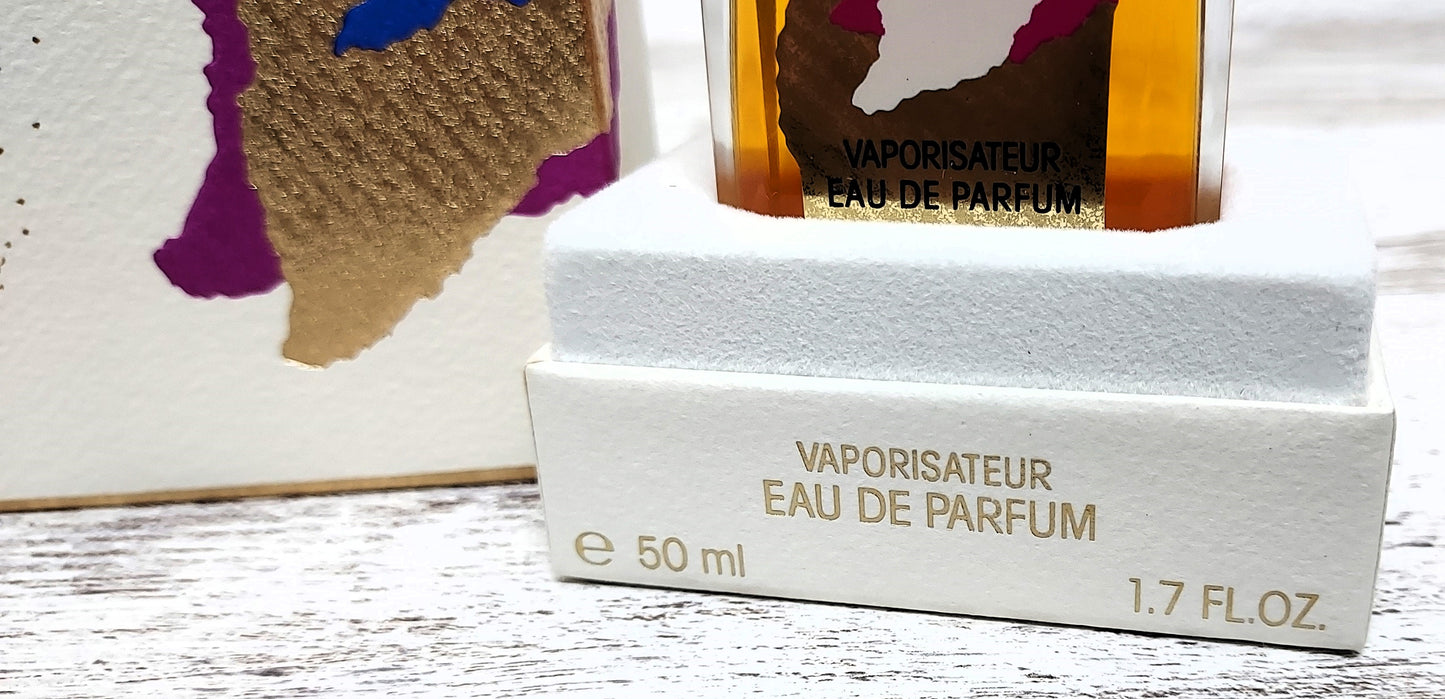 VAPORISATEUR
EAU DE PARFUM
VAPORISATEUR
EAU DE PARFUM
℮ 50 ml
1.7 FL.OZ.